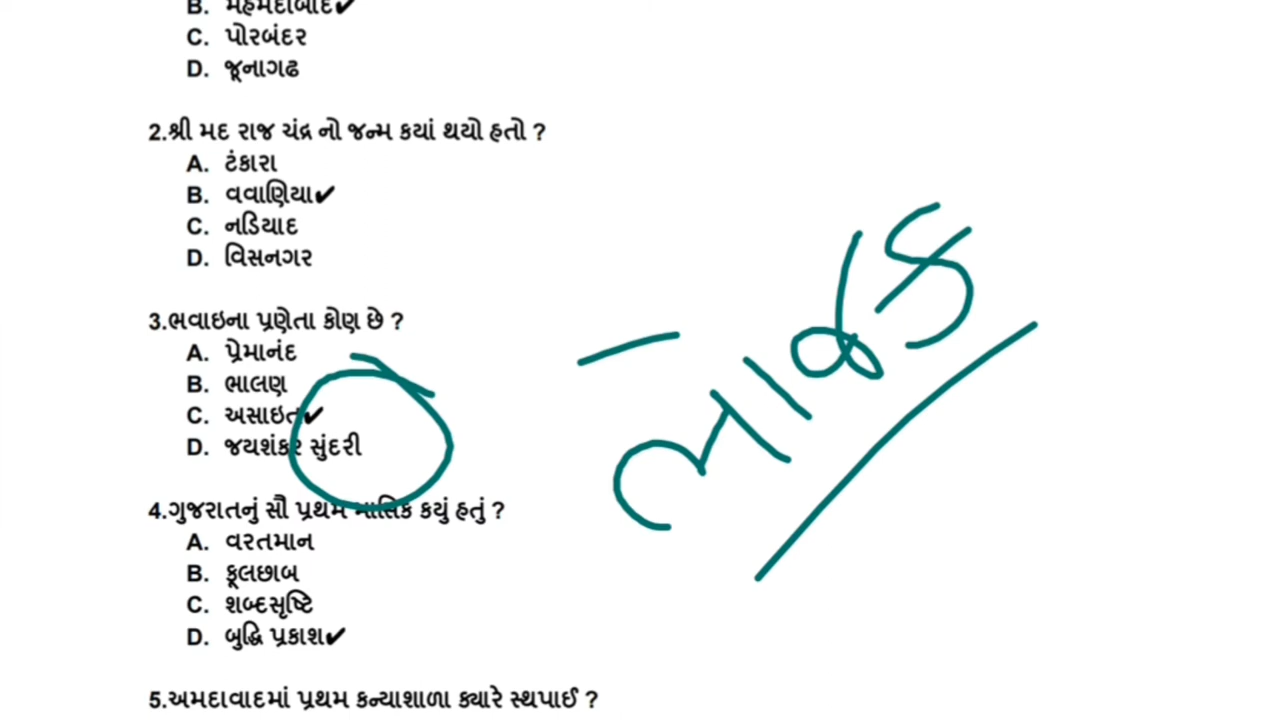 B. મહમદાબાદ✔
C. પોરબંદર
D. જૂનાગઢ
2.શ્રી મદ રાજ ચંદ્ર નો જન્મ કયાં થયો હતો ?
A. ટંકારા
B. વવાણિયા✔
C. નડિયાદ
D. વિસનગર
3.ભવાઇના પ્રણેતા કોણ છે ?
A. પ્રેમાનંદ
B. ભાલણ
C. અસાઇત✔
D. જયશંકર સુંદરી
4.ગુજરાતનું સૌ પ્રથમ માસિક કયું હતું ?
A. વરતમાન
B. ફૂલછાબ
C. શબ્દસૃષ્ટિ
D. બુદ્ધિ પ્રકાશ✔
5.અમદાવાદમાં પ્રથમ કન્યાશાળા ક્યારે સ્થપાઈ ?